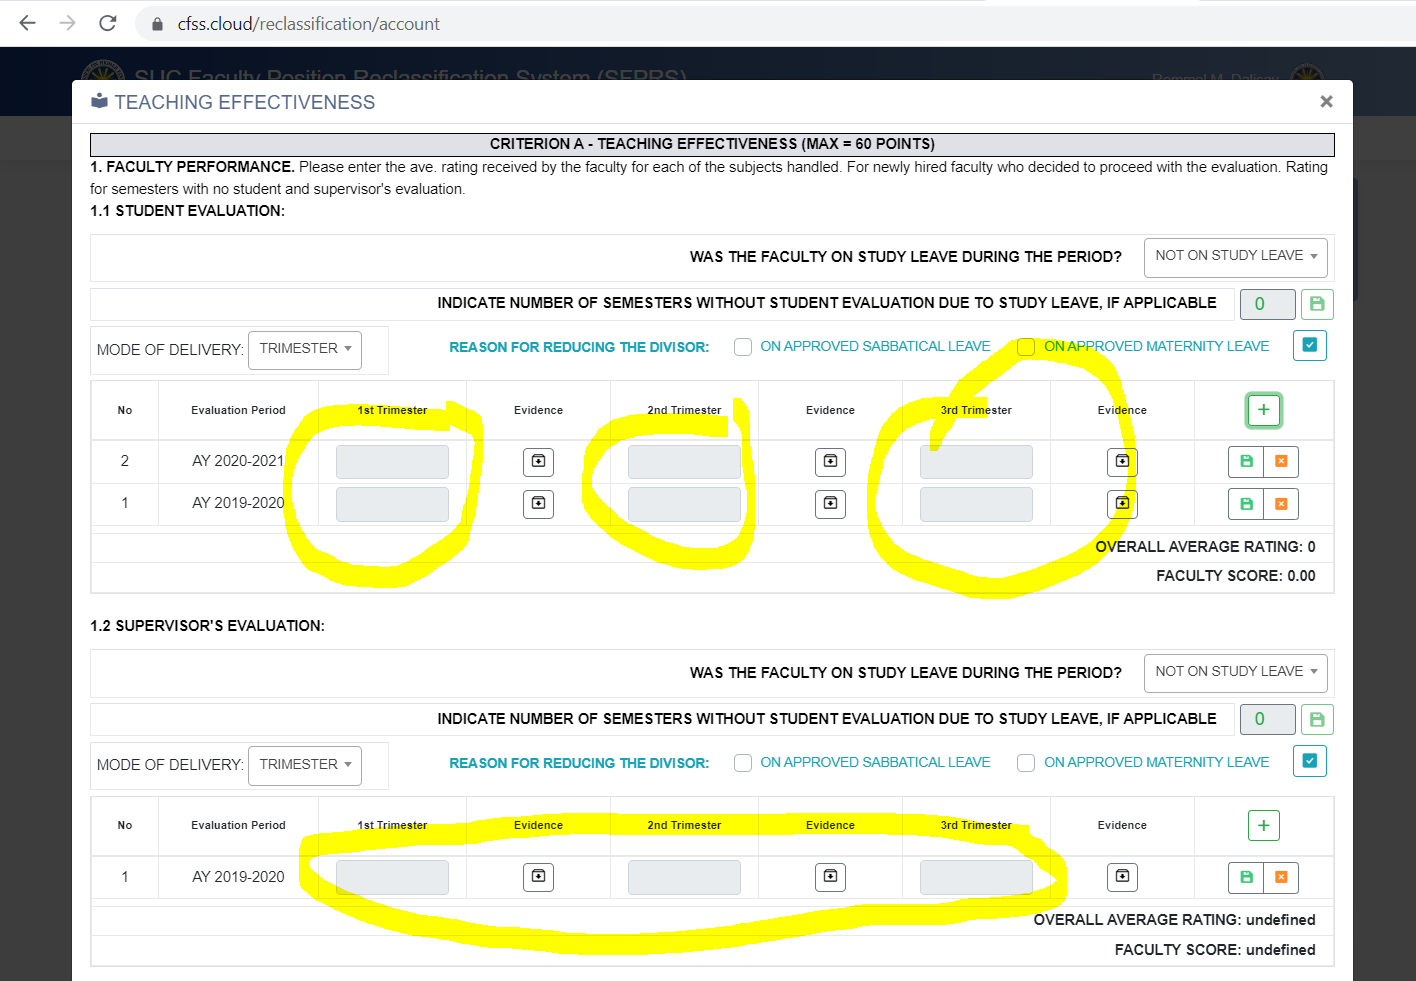 cfss.cloud/reclassification/account
SUC Faculty Position Reclassification System (SFPRS)
TEACHING EFFECTIVENESS
CRITERION A - TEACHING EFFECTIVENESS (MAX = 60 POINTS)
1. FACULTY PERFORMANCE. Please enter the ave. rating received by the faculty for each of the subjects handled. For newly hired faculty who decided to proceed with the evaluation. Rating
for semesters with no student and supervisor's evaluation.
1.1 STUDENT EVALUATION:
WAS THE FACULTY ON STUDY LEAVE DURING THE PERIOD? NOT ON STUDY LEAVE
INDICATE NUMBER OF SEMESTERS WITHOUT STUDENT EVALUATION DUE TO STUDY LEAVE, IF APPLICABLE 0
MODE OF DELIVERY: TRIMESTER REASON FOR REDUCING THE DIVISOR: ON APPROVED SABBATICAL LEAVE ON APPROVED MATERNITY LEAVE
No Evaluation Period 1st Trimester Evidence 2nd Trimester Evidence 3rd Trimester Evidence +
2 AY 2020-2021
1 AY 2019-2020
OVERALL AVERAGE RATING: 0
FACULTY SCORE: 0.00
1.2 SUPERVISOR'S EVALUATION:
WAS THE FACULTY ON STUDY LEAVE DURING THE PERIOD? NOT ON STUDY LEAVE
INDICATE NUMBER OF SEMESTERS WITHOUT STUDENT EVALUATION DUE TO STUDY LEAVE, IF APPLICABLE 0
MODE OF DELIVERY: TRIMESTER REASON FOR REDUCING THE DIVISOR: ON APPROVED SABBATICAL LEAVE ON APPROVED MATERNITY LEAVE
No Evaluation Period 1st Trimester Evidence 2nd Trimester Evidence 3rd Trimester Evidence +
1 AY 2019-2020
OVERALL AVERAGE RATING: undefined
FACULTY SCORE: undefined